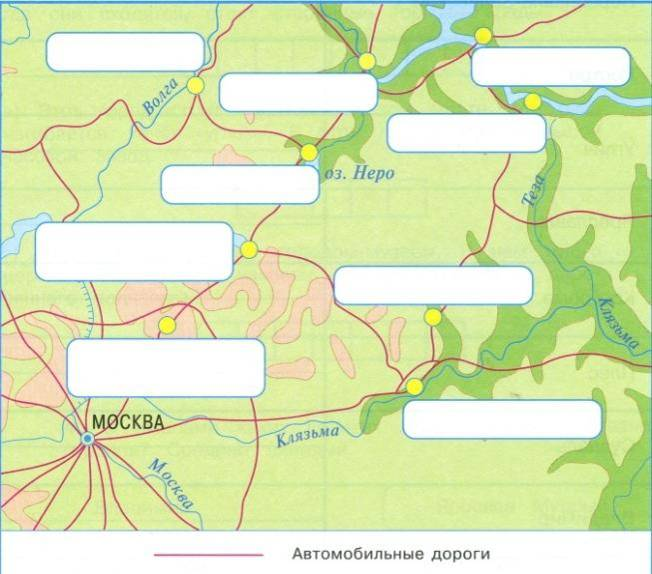 Волга
оз. Неро
Теза
Клязьма
МОСКВА
Клязьма
Москва
Автомобильные дороги